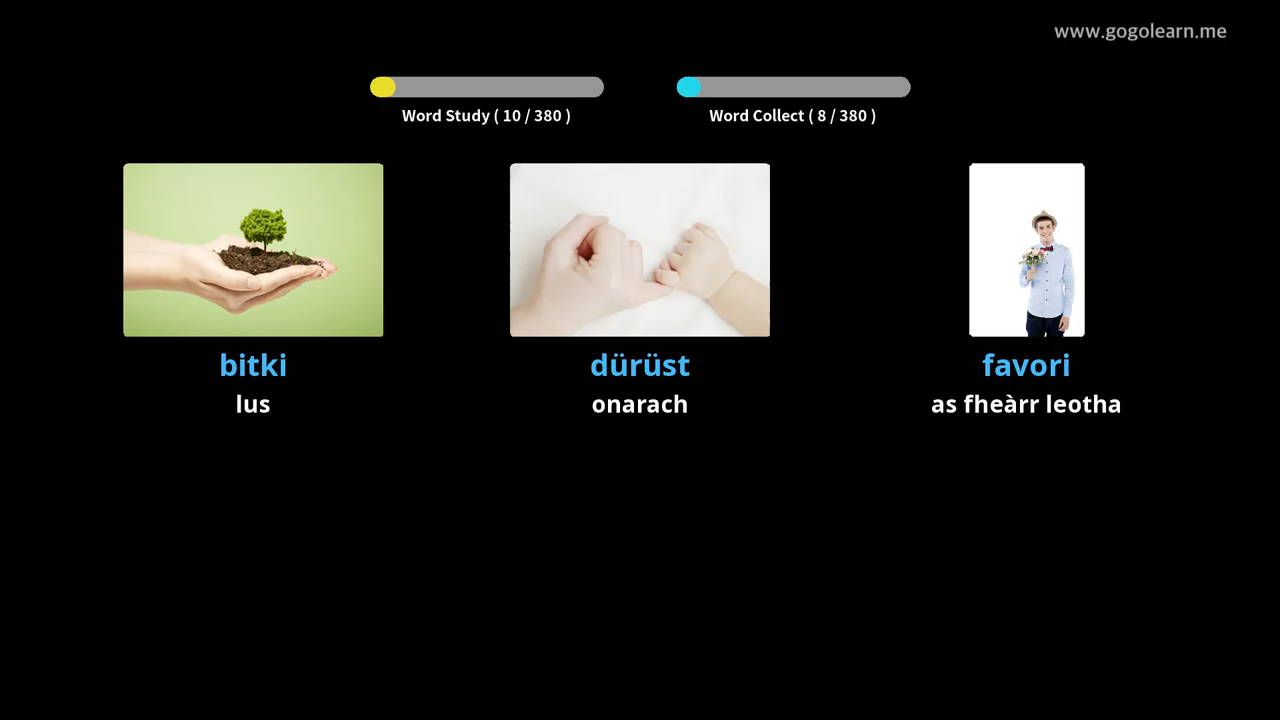 www.gogolearn.me
Word Study ( 10 / 380 )
Word Collect ( 8 / 380 )
bitki
lus
dürüst
onarach
favori
as fheàrr leotha